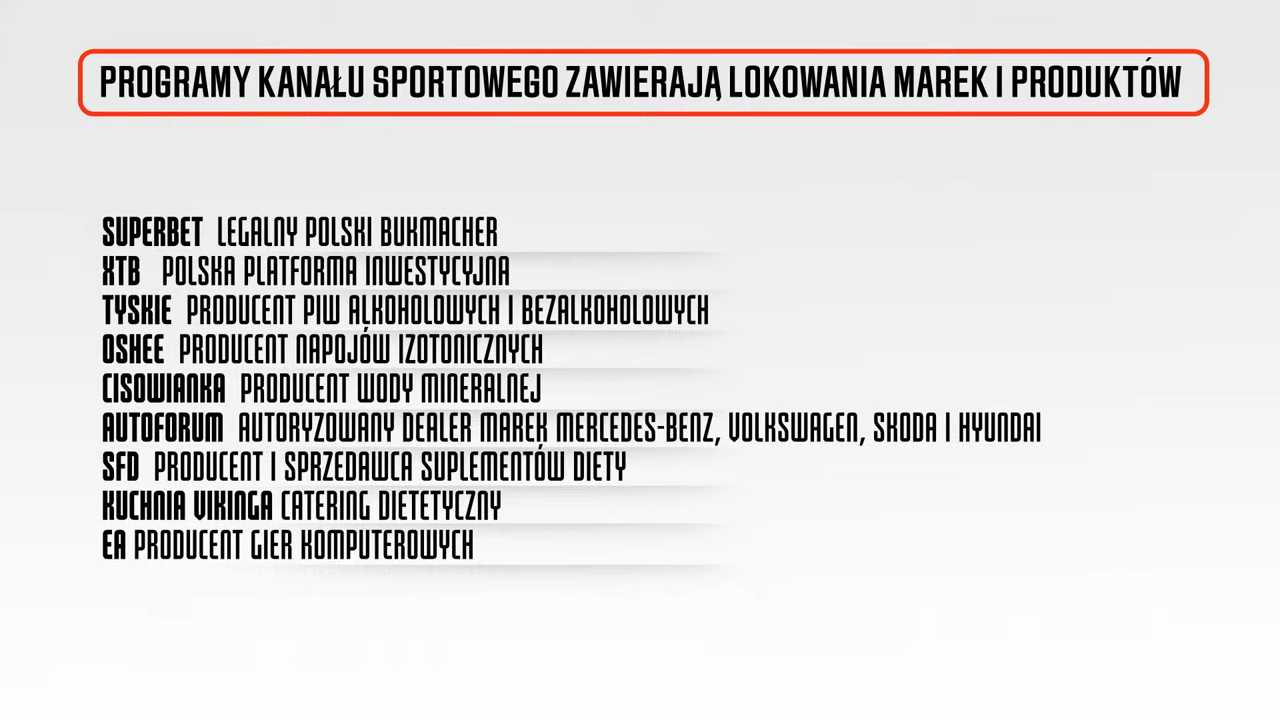 PROGRAMY KANAŁU SPORTOWEGO ZAWIERAJĄ LOKOWANIA MAREK I PRODUKTÓW
SUPERBET LEGALNY POLSKI BUKMACHER
XTB POLSKA PLATFORMA INWESTYCYJNA
TYSKIE PRODUCENT PIW ALKOHOLOWYCH I BEZALKOHOLOWYCH
OSHEE PRODUCENT NAPOJÓW IZOTONICZNYCH
CISOWIANKA PRODUCENT WODY MINERALNEJ
AUTOFORUM AUTORYZOWANY DEALER MAREK MERCEDES-BENZ, VOLKSWAGEN, SKODA I HYUNDAI
SFD PRODUCENT I SPRZEDAWCA SUPLEMENTÓW DIETY
KUCHNIA VIKINGA CATERING DIETETYCZNY
EA PRODUCENT GIER KOMPUTEROWYCH